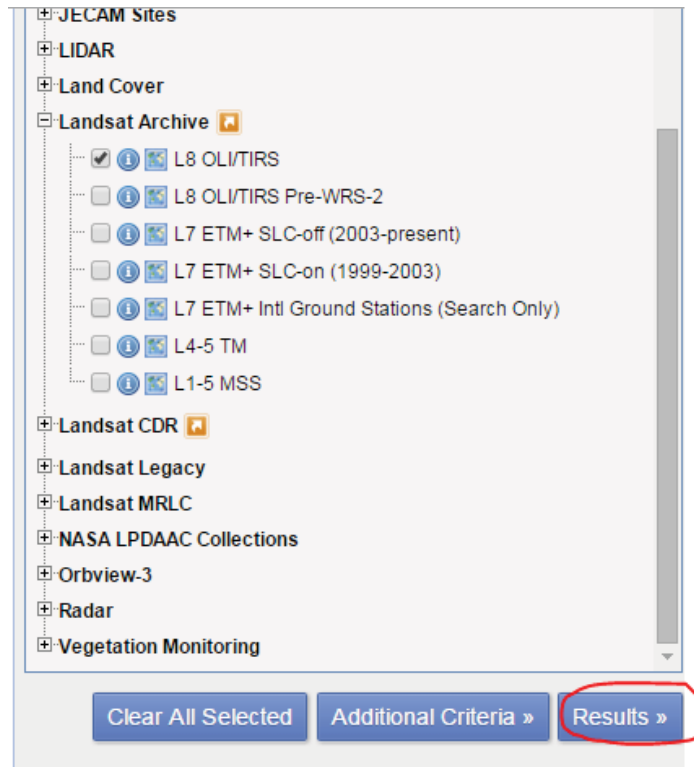 JECAM Sites
LIDAR
Land Cover
Landsat Archive
L8 OLI/TIRS
L8 OLI/TIRS Pre-WRS-2
L7 ETM+ SLC-off (2003-present)
L7 ETM+ SLC-on (1999-2003)
L7 ETM+ Intl Ground Stations (Search Only)
L4-5 TM
L1-5 MSS
Landsat CDR
Landsat Legacy
Landsat MRLC
NASA LPDAAC Collections
Orbview-3
Radar
Vegetation Monitoring
Clear All Selected Additional Criteria » Results »